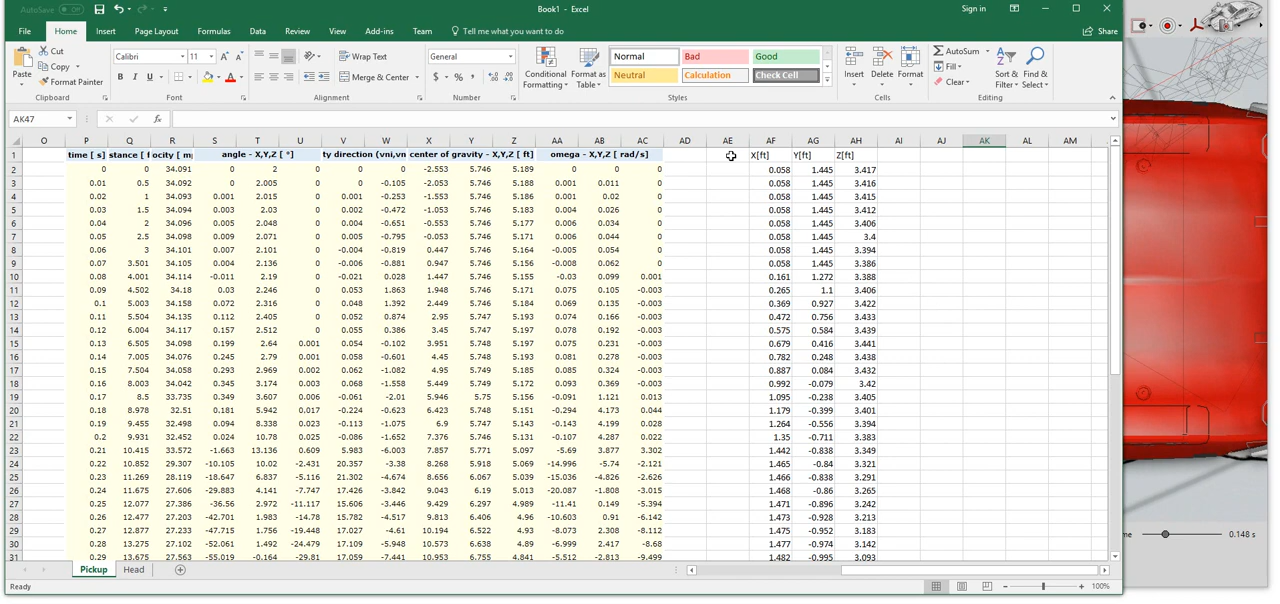 AutoSave Off Book1 - Excel Sign in
File Home Insert Page Layout Formulas Data Review View Add-ins Team Tell me what you want to do Share
Paste Cut Copy Format Painter
Calibri 11 B I U
Wrap Text Merge & Center
General $ % ,
Conditional Formatting Format as Table
Normal Bad Good
Neutral Calculation Check Cell
Insert Delete Format
AutoSum Fill Clear
Sort & Filter Find & Select
Clipboard Font Alignment Number Styles Cells Editing
AK47 fx
O P Q R S T U V W X Y Z AA AB AC AD AE AF AG AH AI AJ AK AL AM
1 time [ s] stance [ f ocity [ m angle - X,Y,Z [ °] ty direction (vni,vn center of gravity - X,Y,Z [ ft] omega - X,Y,Z [ rad/s] X[ft] Y[ft] Z[ft]
2 0 0 34.091 0 2 0 0 0 -2.553 5.746 5.189 0 0 0 0.058 1.445 3.417
3 0.01 0.5 34.092 0 2.005 0 0 -0.105 -2.053 5.746 5.188 0.001 0.011 0 0.058 1.445 3.416
4 0.02 1 34.093 0.001 2.015 0 0.001 -0.253 -1.553 5.746 5.186 0.001 0.02 0 0.058 1.445 3.415
5 0.03 1.5 34.094 0.003 2.03 0 0.002 -0.472 -1.053 5.746 5.183 0.004 0.026 0 0.058 1.445 3.412
6 0.04 2 34.096 0.005 2.048 0 0.004 -0.651 -0.553 5.746 5.177 0.005 0.034 0 0.058 1.445 3.406
7 0.05 2.5 34.098 0.009 2.071 0 0.005 -0.795 -0.053 5.746 5.171 0.006 0.044 0 0.058 1.445 3.4
8 0.06 3 34.101 0.007 2.101 0 -0.004 -0.819 0.447 5.746 5.164 -0.005 0.054 0 0.058 1.445 3.394
9 0.07 3.501 34.105 0.004 2.136 0 -0.006 -0.881 0.947 5.746 5.156 -0.008 0.062 0 0.058 1.445 3.386
10 0.08 4.001 34.114 -0.011 2.19 0 -0.021 0.028 1.447 5.746 5.155 -0.03 0.099 0.001 0.161 1.272 3.388
11 0.09 4.502 34.18 0.03 2.246 0 0.053 1.863 1.948 5.746 5.171 0.075 0.105 -0.003 0.265 1.1 3.406
12 0.1 5.003 34.158 0.072 2.316 0 0.048 1.392 2.449 5.746 5.184 0.069 0.135 -0.003 0.369 0.927 3.422
13 0.11 5.504 34.135 0.112 2.405 0 0.052 0.874 2.95 5.747 5.193 0.074 0.166 -0.003 0.472 0.756 3.433
14 0.12 6.004 34.117 0.157 2.512 0 0.055 0.386 3.45 5.747 5.197 0.078 0.192 -0.003 0.575 0.584 3.439
15 0.13 6.505 34.098 0.199 2.64 0.001 0.054 -0.102 3.951 5.748 5.197 0.075 0.231 -0.003 0.679 0.416 3.441
16 0.14 7.005 34.076 0.245 2.79 0.001 0.058 -0.601 4.45 5.748 5.193 0.081 0.278 -0.003 0.782 0.248 3.438
17 0.15 7.504 34.058 0.293 2.969 0.002 0.062 -1.082 4.95 5.749 5.185 0.085 0.324 -0.003 0.887 0.084 3.432
18 0.16 8.003 34.042 0.345 3.174 0.003 0.068 -1.558 5.449 5.749 5.172 0.093 0.369 -0.003 0.992 -0.079 3.42
19 0.17 8.5 33.735 0.349 3.607 0.006 -0.061 -2.01 5.946 5.75 5.156 -0.091 1.121 0.013 1.095 -0.238 3.405
20 0.18 8.978 32.51 0.181 5.942 0.017 -0.224 -0.623 6.423 5.748 5.151 -0.294 4.173 0.044 1.179 -0.399 3.401
21 0.19 9.455 32.498 0.094 8.338 0.023 -0.113 -1.075 6.9 5.747 5.143 -0.143 4.199 0.028 1.264 -0.556 3.394
22 0.2 9.931 32.452 0.024 10.78 0.025 -0.086 -1.652 7.376 5.746 5.131 -0.107 4.287 0.022 1.35 -0.711 3.383
23 0.21 10.415 33.572 -1.663 13.136 0.609 5.983 -6.003 7.857 5.771 5.097 -5.69 3.877 3.302 1.442 -0.838 3.349
24 0.22 10.852 29.307 -10.105 10.02 -2.431 20.357 -3.38 8.268 5.918 5.069 -14.996 -5.74 -2.121 1.465 -0.84 3.321
25 0.23 11.269 28.119 -18.647 6.837 -5.116 21.302 -4.674 8.656 6.067 5.039 -15.036 -4.826 -2.626 1.466 -0.838 3.291
26 0.24 11.675 27.606 -29.883 4.141 -7.747 17.426 -3.842 9.043 6.19 5.013 -20.087 -1.808 -3.015 1.468 -0.86 3.265
27 0.25 12.077 27.386 -36.56 2.972 -11.117 15.606 -3.446 9.429 6.297 4.989 -11.41 0.149 -5.394 1.471 -0.896 3.242
28 0.26 12.477 27.203 -42.701 1.983 -14.78 15.782 -4.517 9.813 6.406 4.96 -10.603 0.91 -6.142 1.473 -0.928 3.213
29 0.27 12.877 27.233 -47.715 1.756 -19.448 17.027 -4.61 10.194 6.522 4.93 -8.073 2.308 -8.112 1.475 -0.952 3.183
30 0.28 13.275 27.102 -52.061 1.492 -24.479 17.109 -5.948 10.573 6.638 4.89 -6.999 2.417 -8.68 1.477 -0.974 3.142
31 0.29 13.675 27.563 -55.019 -0.164 -29.81 17.059 -7.441 10.953 6.755 4.841 -5.512 -2.813 -9.499 1.482 -0.995 3.093
Pickup Head
Ready 100%
me 0.148 s